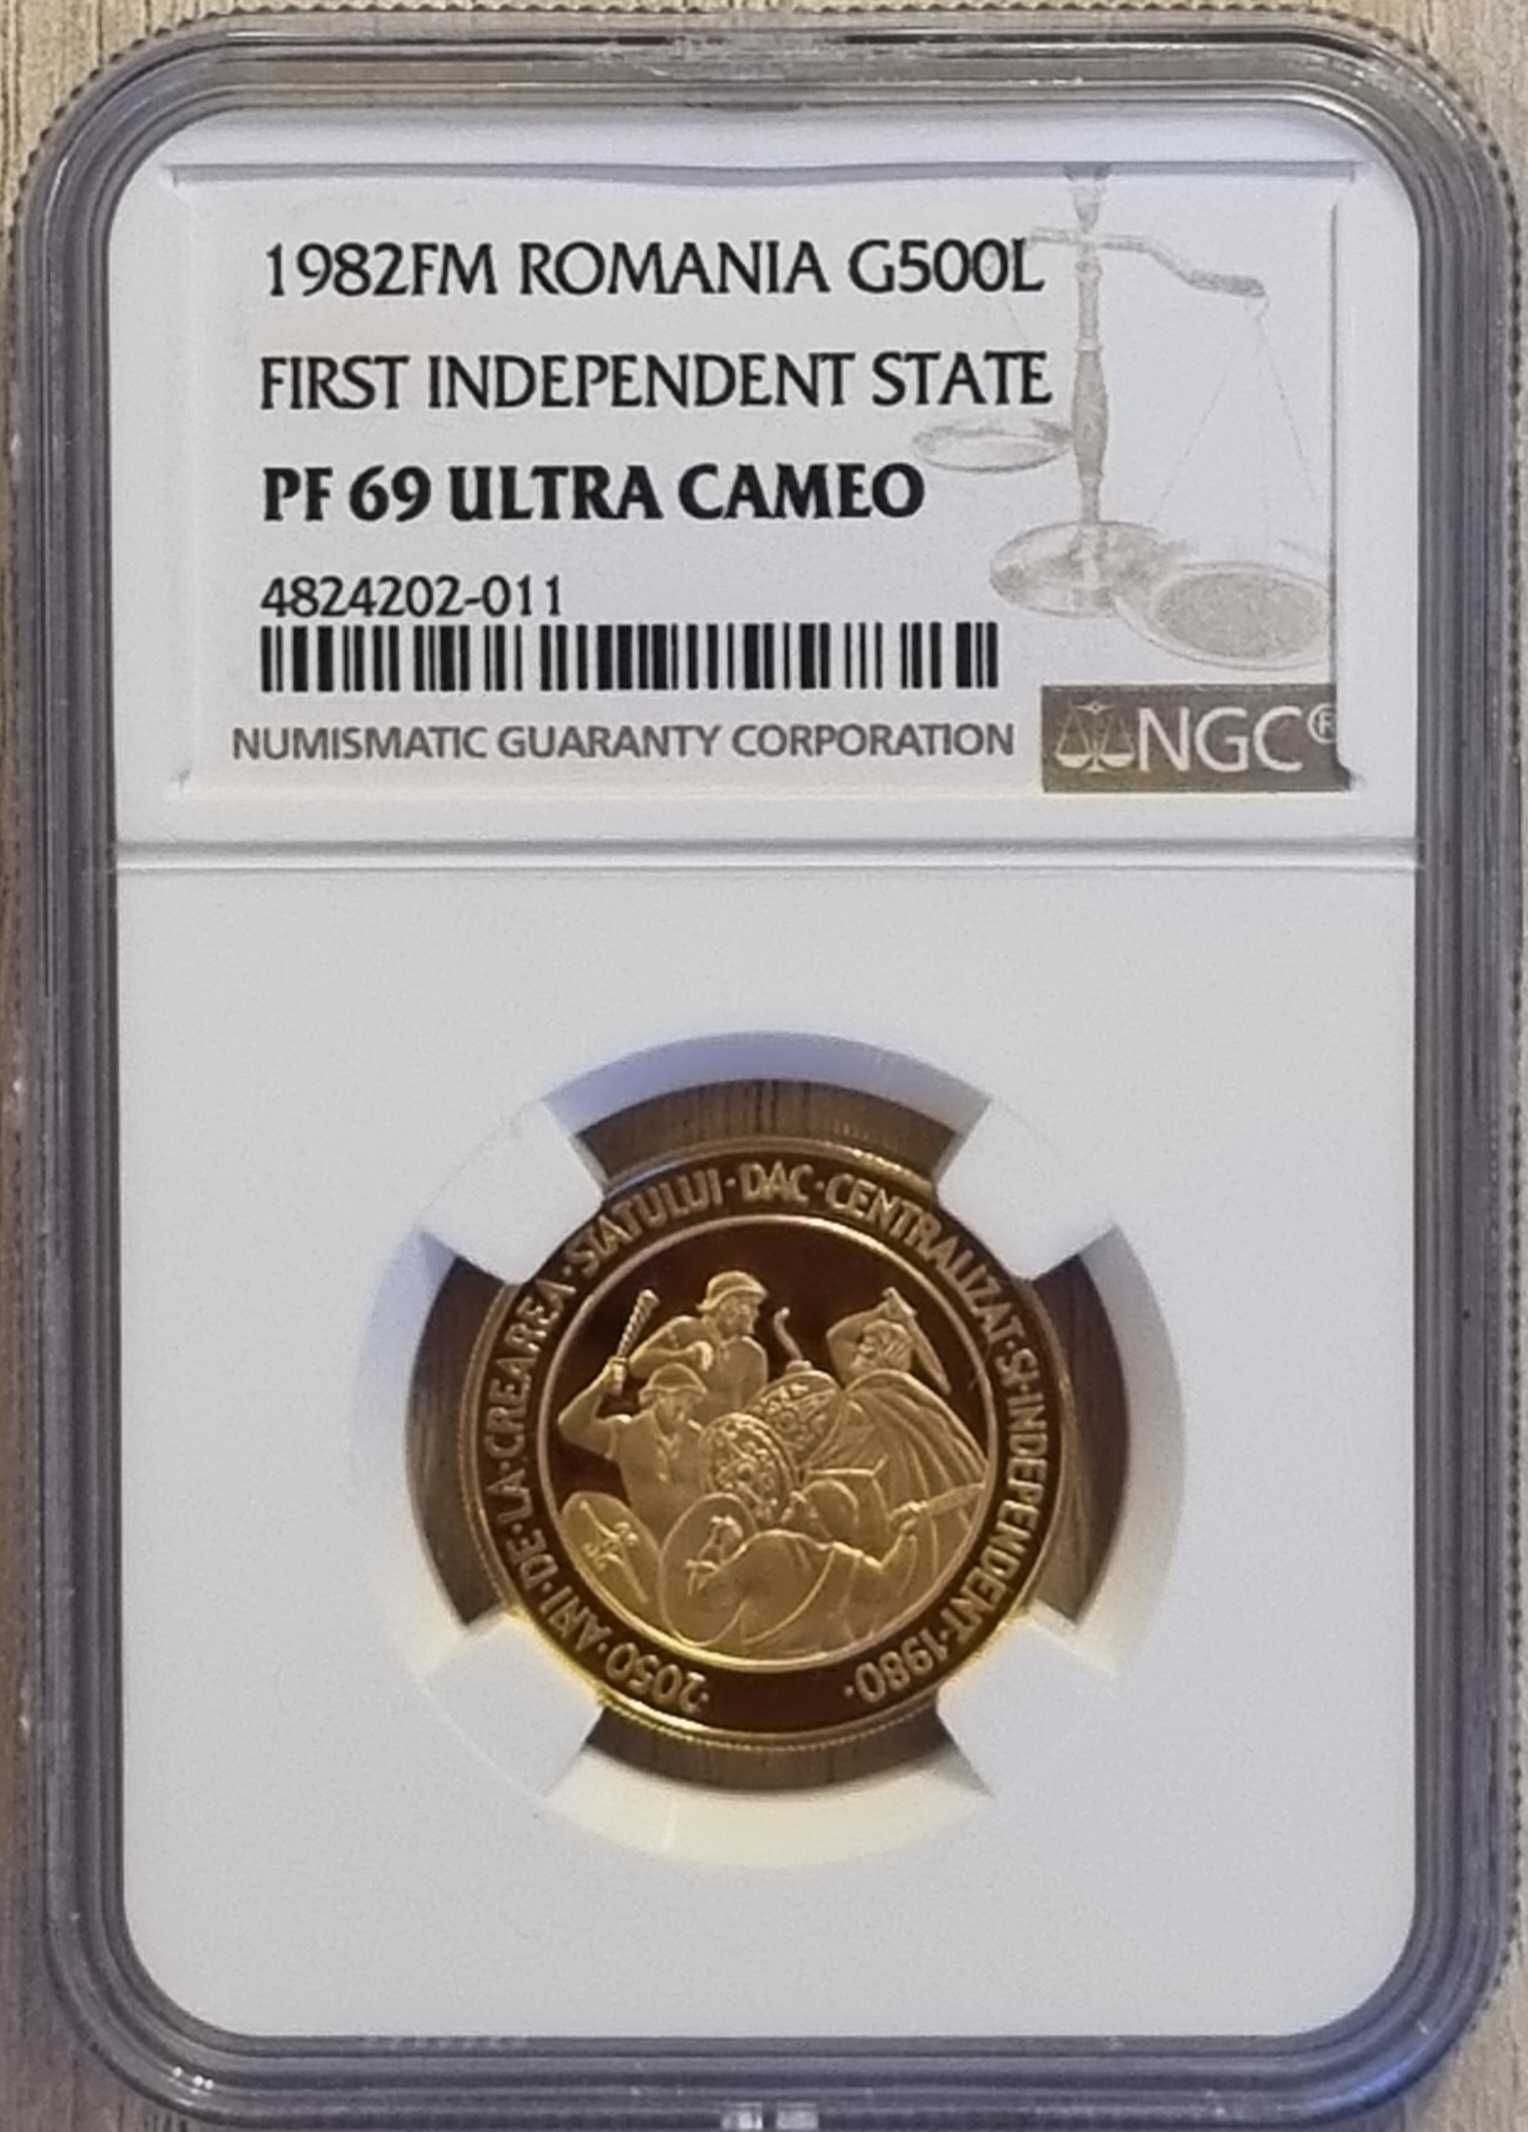 1982FM ROMANIA G500L
FIRST INDEPENDENT STATE
PF 69 ULTRA CAMEO
4824202-011
NUMISMATIC GUARANTY CORPORATION
NGC®
·2050·ANI·DE·LA·CREAREA·STATULUI·DAC·CENTRALIZAT·SI·INDEPENDENT·1980·